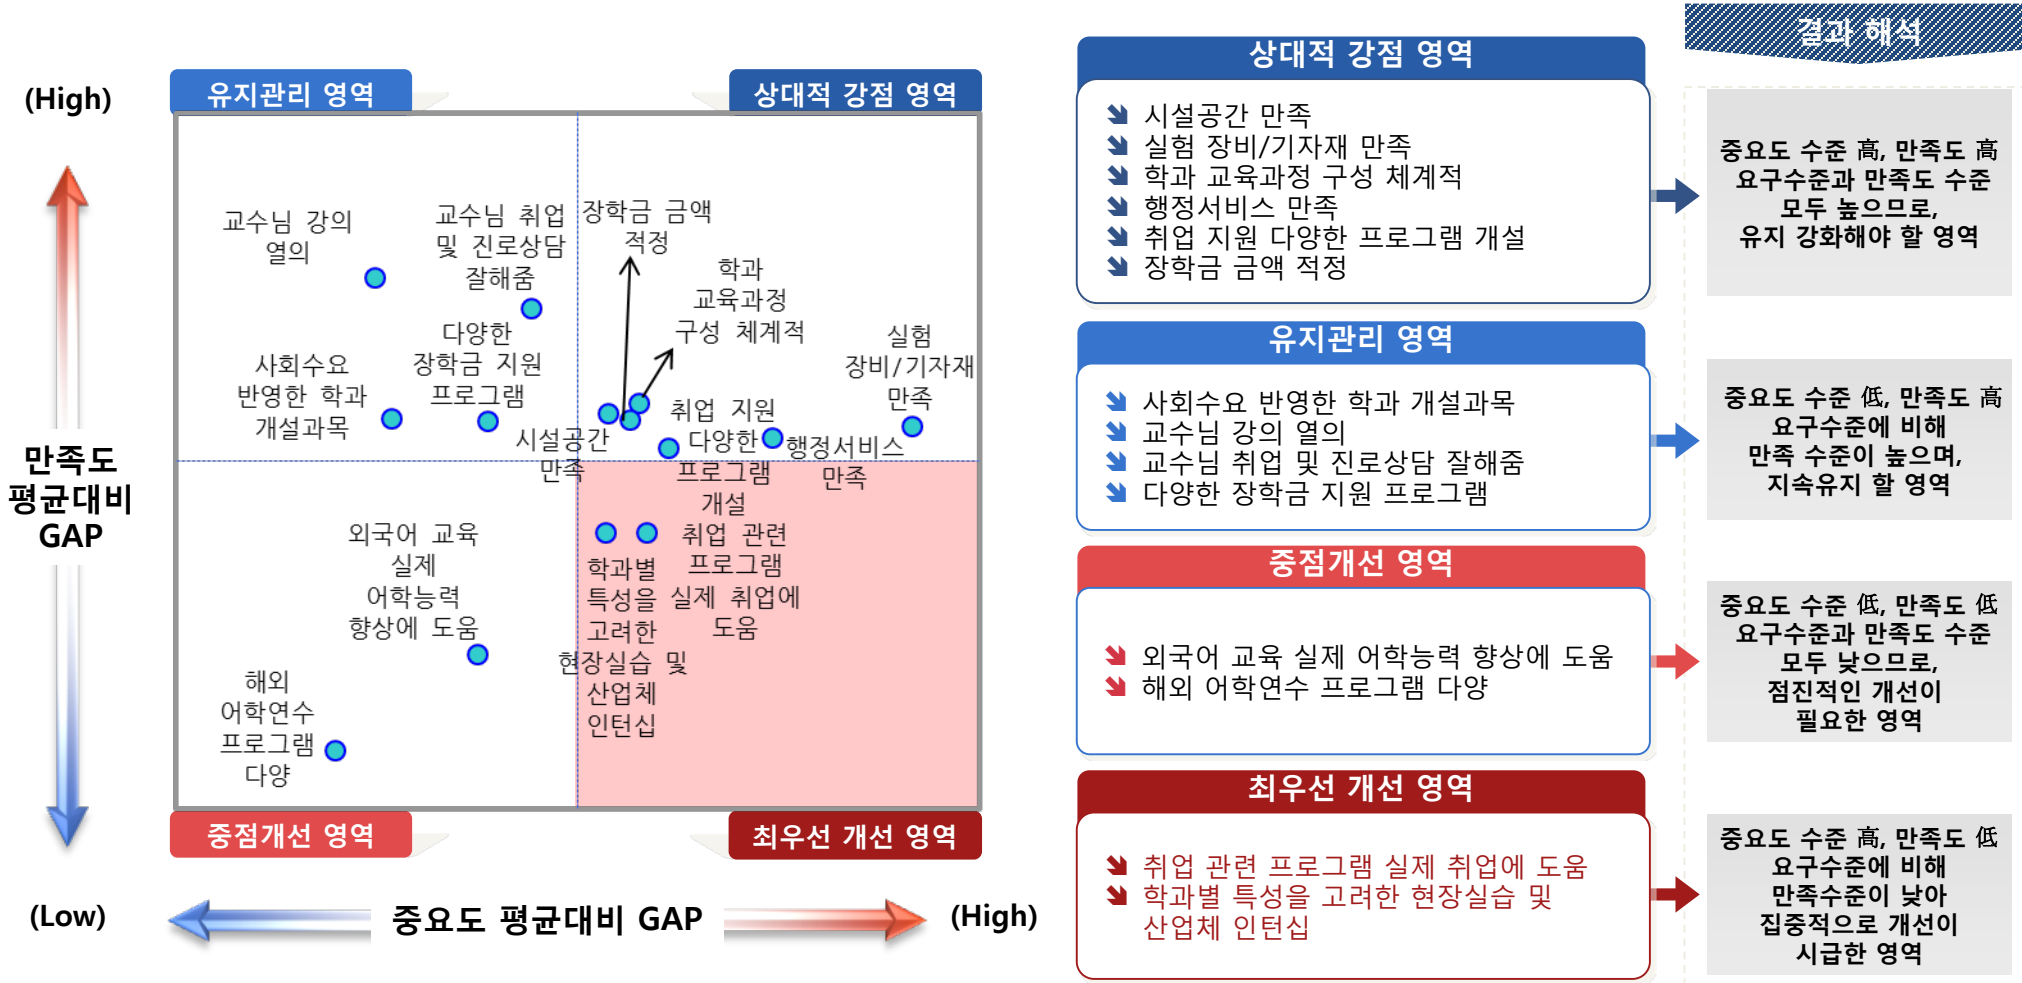 (High)
유지관리 영역
상대적 강점 영역
교수님 강의
열의
교수님 취업
및 진로상담
잘해줌
장학금 금액
적정
학과
교육과정
구성 체계적
실험
장비/기자재
만족
사회수요
반영한 학과
개설과목
다양한
장학금 지원
프로그램
시설공간
만족
취업 지원
다양한
프로그램
개설
행정서비스
만족
만족도
평균대비
GAP
외국어 교육
실제
어학능력
향상에 도움
해외
어학연수
프로그램
다양
학과별
특성을
고려한
현장실습 및
산업체
인턴십
취업 관련
프로그램
실제 취업에
도움
중점개선 영역
최우선 개선 영역
(Low)
중요도 평균대비 GAP
(High)
상대적 강점 영역
시설공간 만족
실험 장비/기자재 만족
학과 교육과정 구성 체계적
행정서비스 만족
취업 지원 다양한 프로그램 개설
장학금 금액 적정
유지관리 영역
사회수요 반영한 학과 개설과목
교수님 강의 열의
교수님 취업 및 진로상담 잘해줌
다양한 장학금 지원 프로그램
중점개선 영역
외국어 교육 실제 어학능력 향상에 도움
해외 어학연수 프로그램 다양
최우선 개선 영역
취업 관련 프로그램 실제 취업에 도움
학과별 특성을 고려한 현장실습 및
산업체 인턴십
결과 해석
중요도 수준 高, 만족도 高
요구수준과 만족도 수준
모두 높으므로,
유지 강화해야 할 영역
중요도 수준 低, 만족도 高
요구수준에 비해
만족 수준이 높으며,
지속유지 할 영역
중요도 수준 低, 만족도 低
요구수준과 만족도 수준
모두 낮으므로,
점진적인 개선이
필요한 영역
중요도 수준 高, 만족도 低
요구수준에 비해
만족수준이 낮아
집중적으로 개선이
시급한 영역